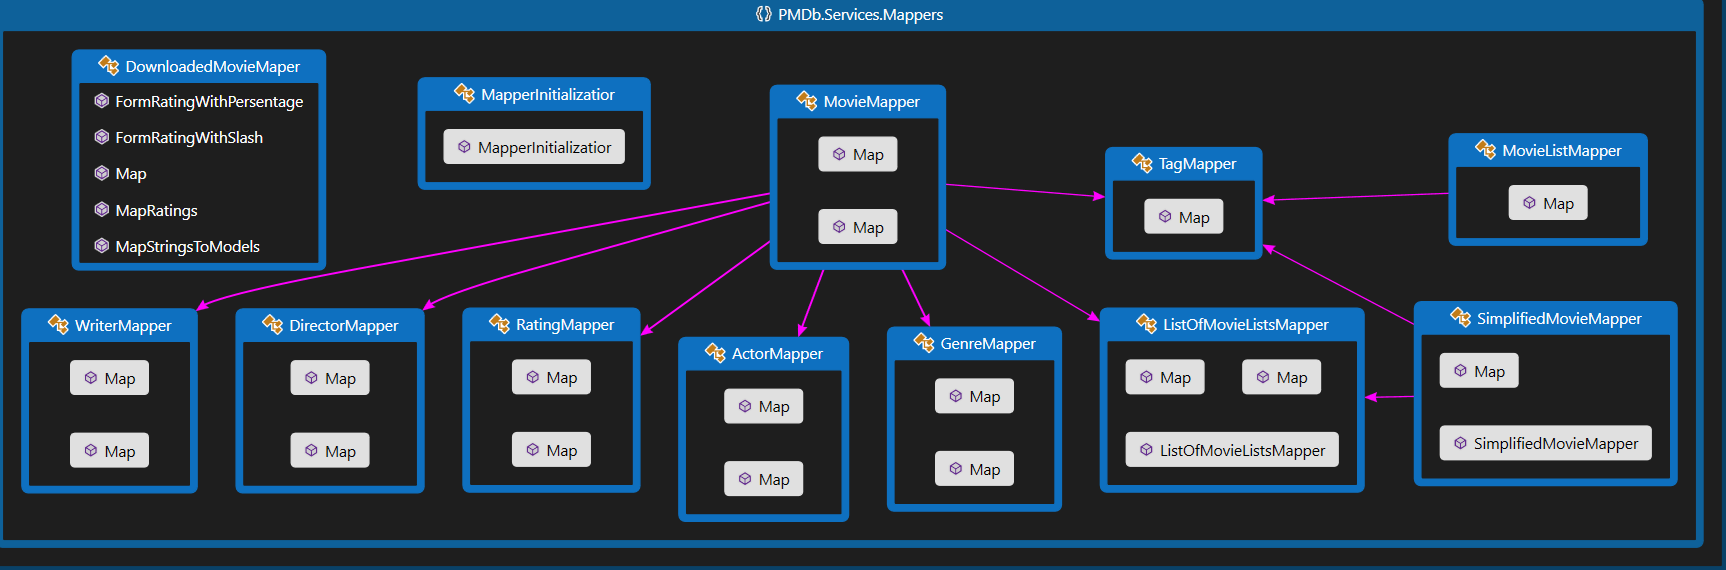 PMDb.Services.Mappers
DownloadedMovieMaper
FormRatingWithPersentage
FormRatingWithSlash
Map
MapRatings
MapStringsToModels
MapperInitializatior
MapperInitializatior
MovieMapper
Map
Map
TagMapper
Map
MovieListMapper
Map
WriterMapper
Map
Map
DirectorMapper
Map
Map
RatingMapper
Map
Map
ActorMapper
Map
Map
GenreMapper
Map
Map
ListOfMovieListsMapper
Map Map
ListOfMovieListsMapper
SimplifiedMovieMapper
Map
SimplifiedMovieMapper